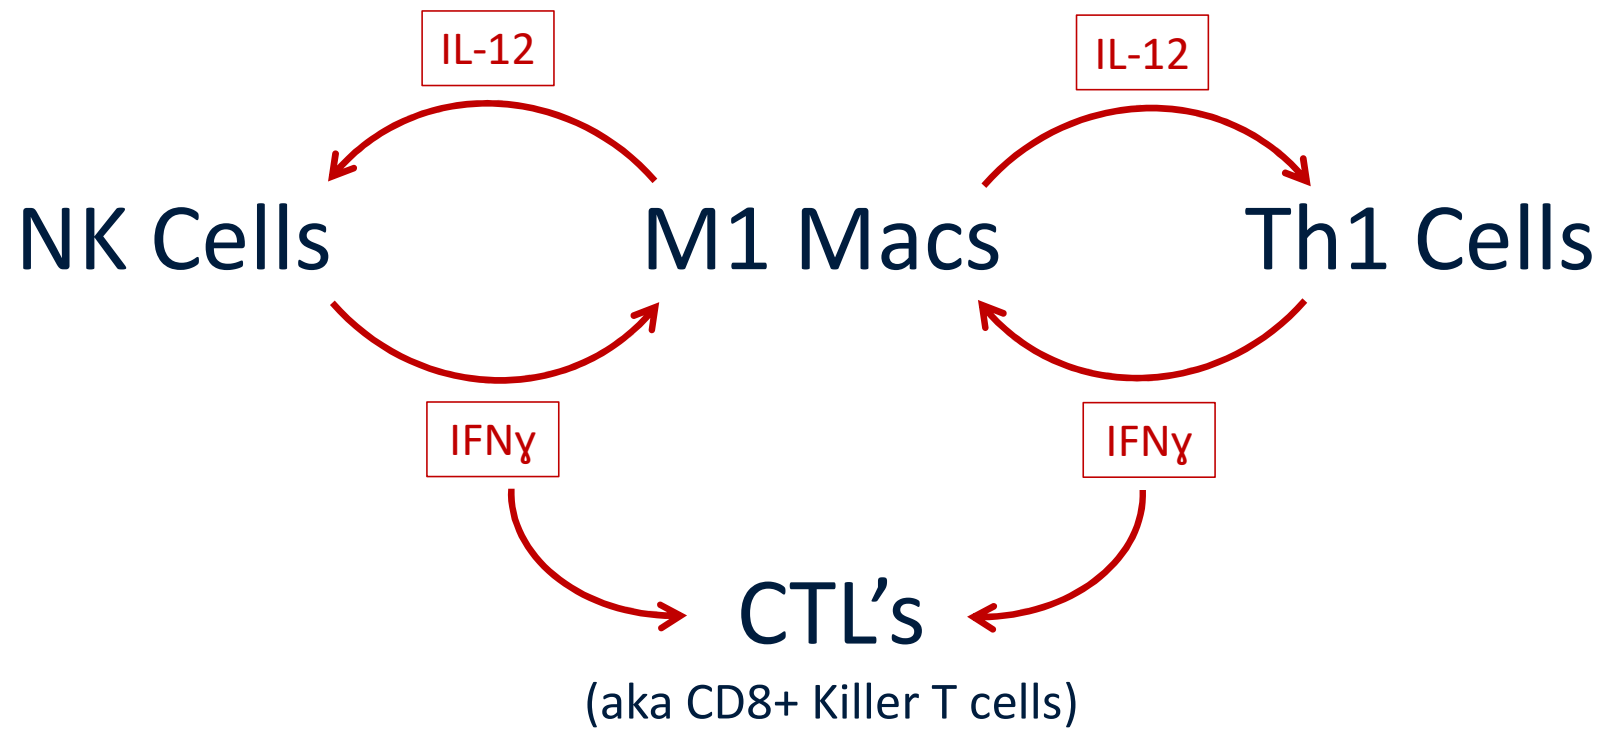 IL-12
IL-12
NK Cells
M1 Macs
Th1 Cells
IFNɣ
IFNɣ
CTL’s
(aka CD8+ Killer T cells)